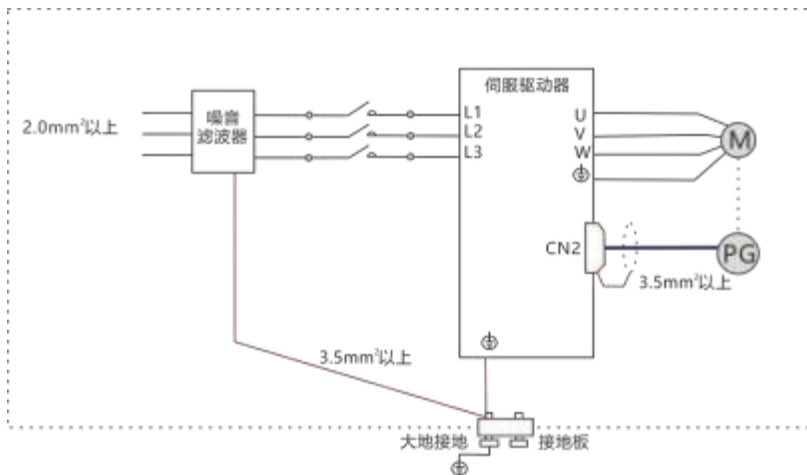 伺服驱动器
噪音
滤波器
2.0mm²以上
L1
L2
L3
U
V
W
M
CN2
PG
3.5mm²以上
3.5mm²以上
大地接地
接地板